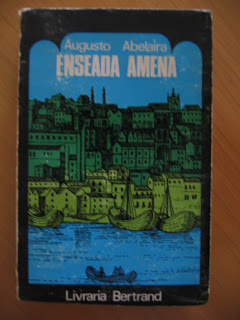 Augusto Abelaira
ENSEADA AMENA
Livraria Bertrand